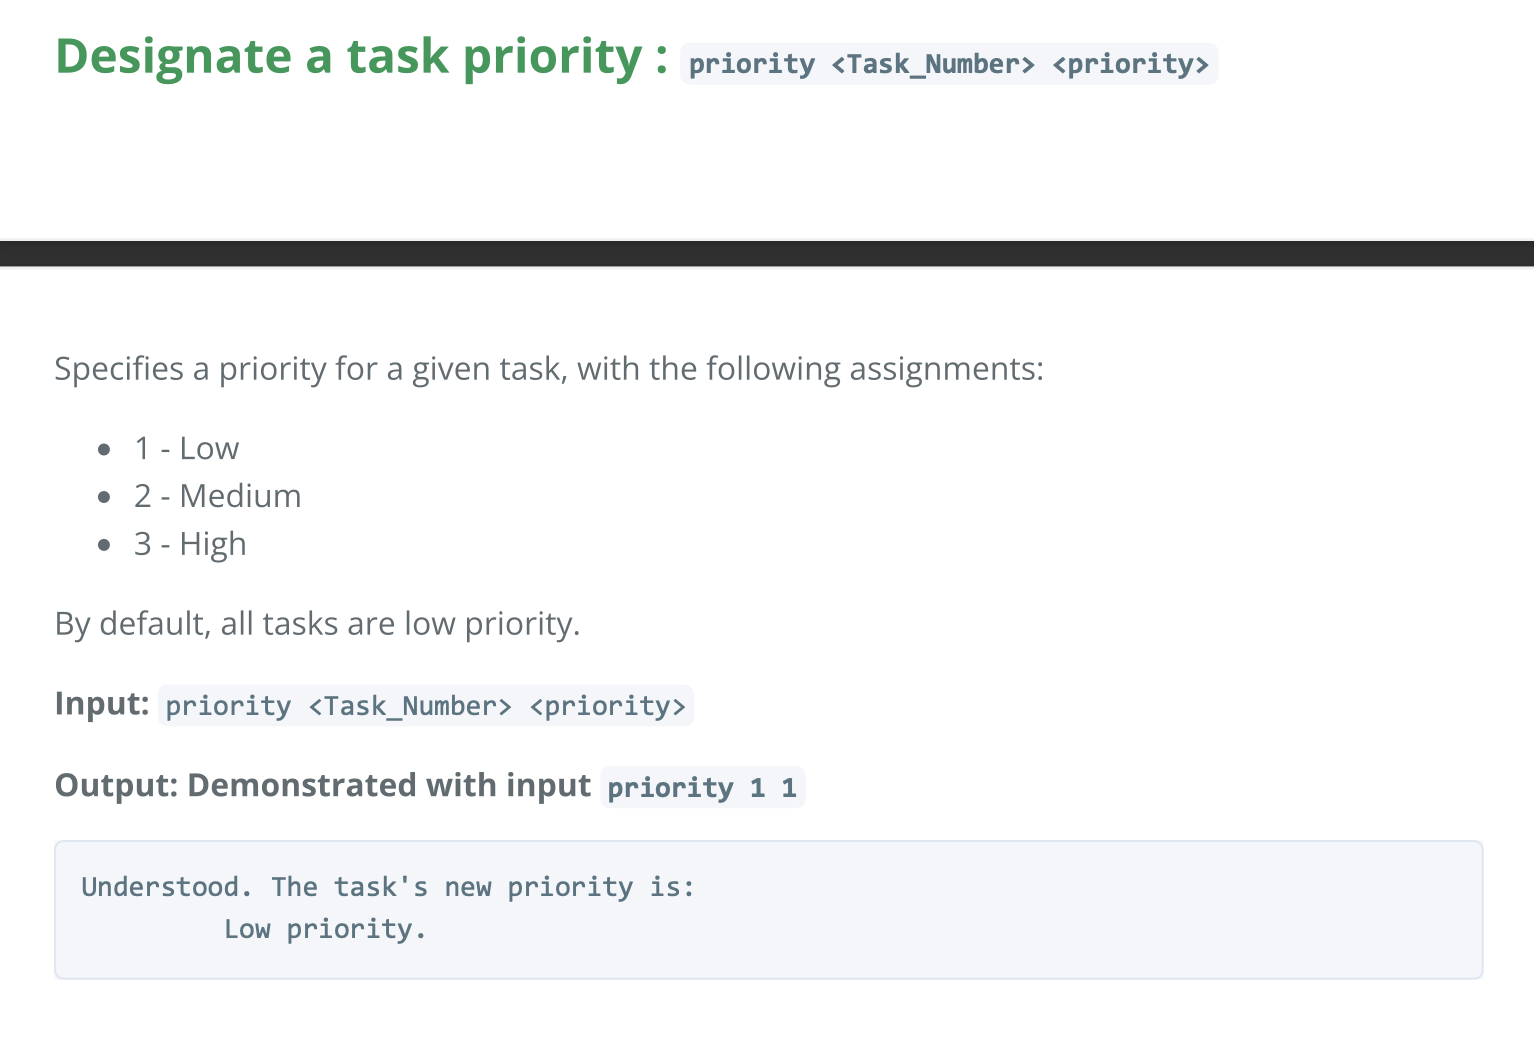 Designate a task priority : priority <Task_Number> <priority>
Specifies a priority for a given task, with the following assignments:
• 1 - Low
• 2 - Medium
• 3 - High
By default, all tasks are low priority.
Input: priority <Task_Number> <priority>
Output: Demonstrated with input priority 1 1
Understood. The task's new priority is:
Low priority.